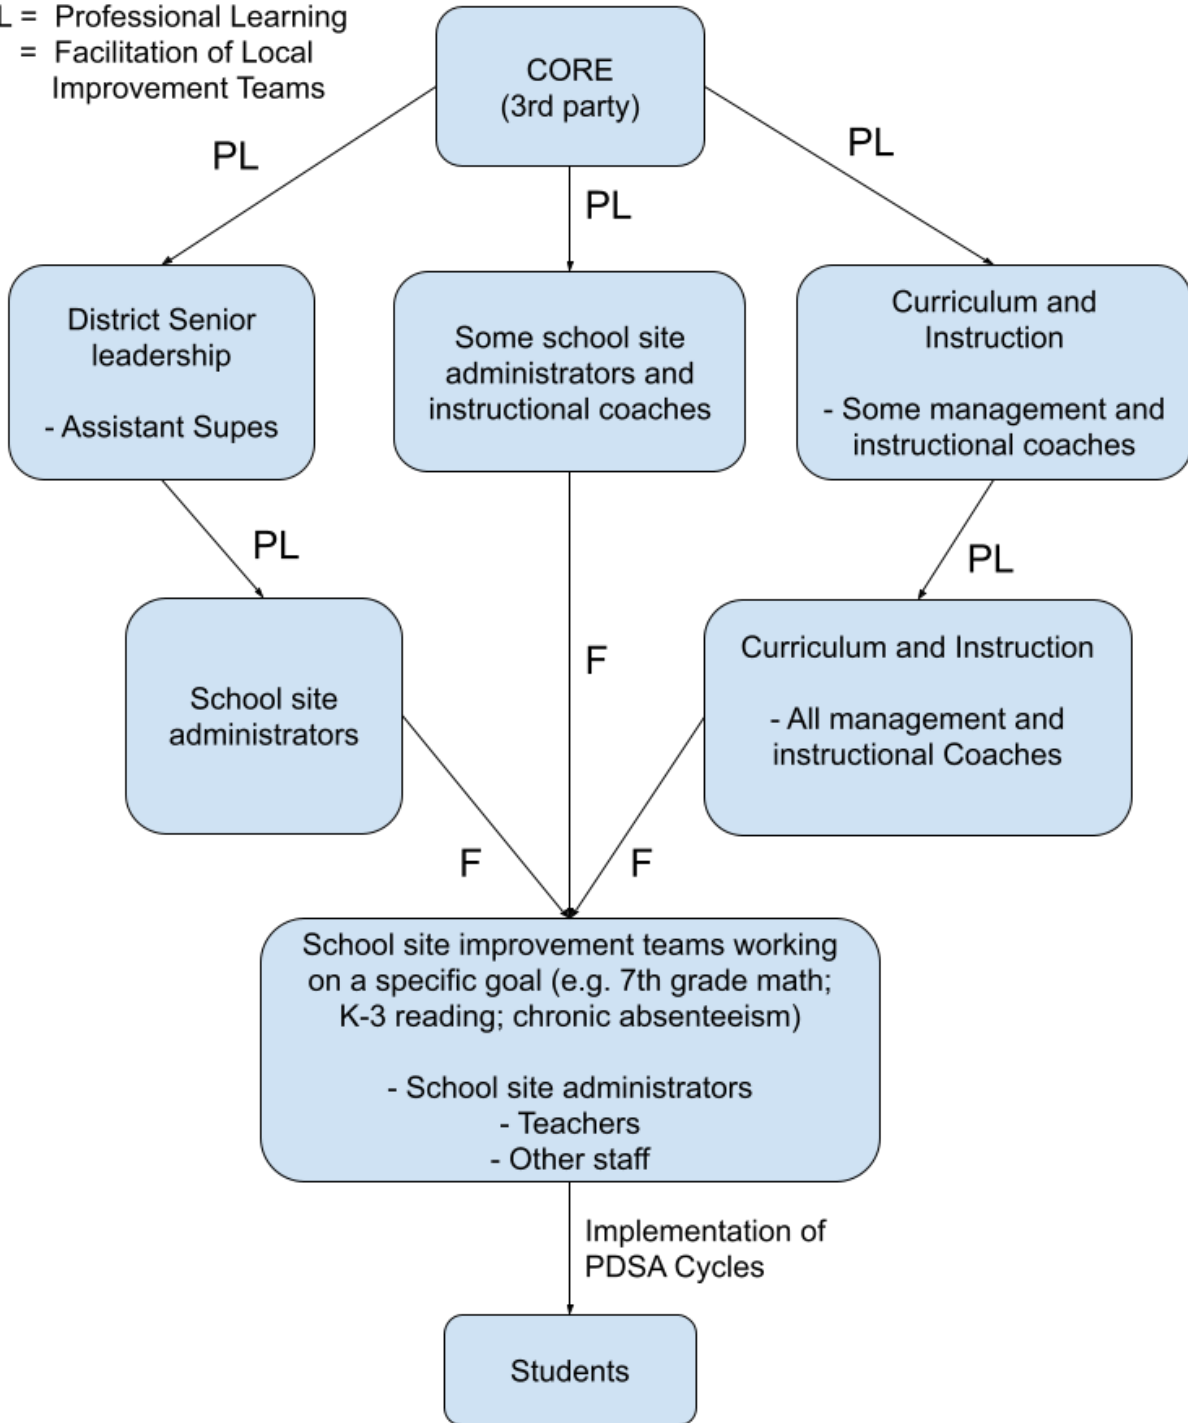 L = Professional Learning
= Facilitation of Local
Improvement Teams
CORE
(3rd party)
PL
PL
PL
District Senior
leadership
- Assistant Supes
Some school site
administrators and
instructional coaches
Curriculum and
Instruction
- Some management and
instructional coaches
PL
PL
School site
administrators
F
Curriculum and Instruction
- All management and
instructional Coaches
F
F
School site improvement teams working
on a specific goal (e.g. 7th grade math;
K-3 reading; chronic absenteeism)
- School site administrators
- Teachers
- Other staff
Implementation of
PDSA Cycles
Students